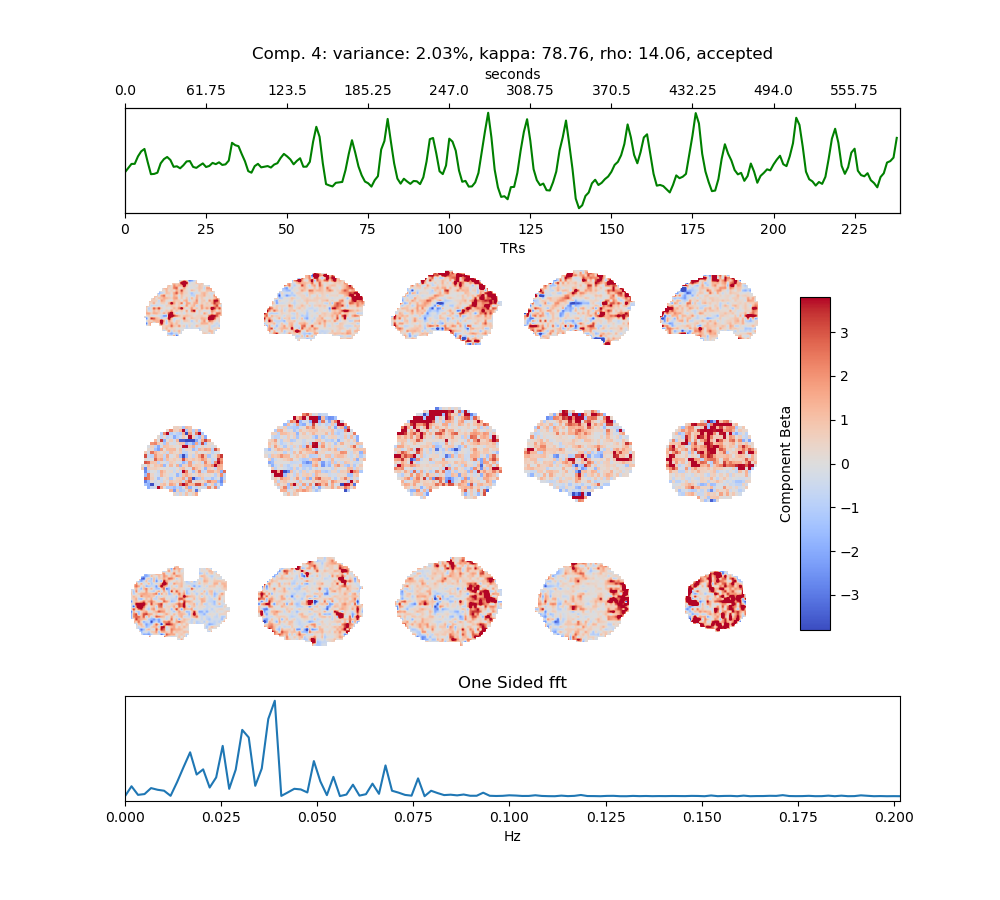 Comp. 4: variance: 2.03%, kappa: 78.76, rho: 14.06, accepted
seconds
0.0 61.75 123.5 185.25 247.0 308.75 370.5 432.25 494.0 555.75
0 25 50 75 100 125 150 175 200 225
TRs
3
2
1
0
−1
−2
−3
Component Beta
One Sided fft
0.000 0.025 0.050 0.075 0.100 0.125 0.150 0.175 0.200
Hz